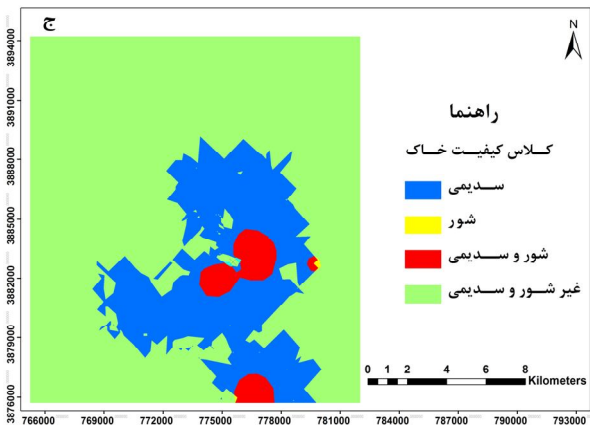 ج
N
راهنما
کلاس کیفیت خاک
سدیمی
شور
شور و سدیمی
غیر شور و سدیمی
0 1 2 4 6 8
Kilometers
3894000
3891000
3888000
3885000
3882000
3879000
3876000
766000 769000 772000 775000 778000 781000 784000 787000 790000 793000